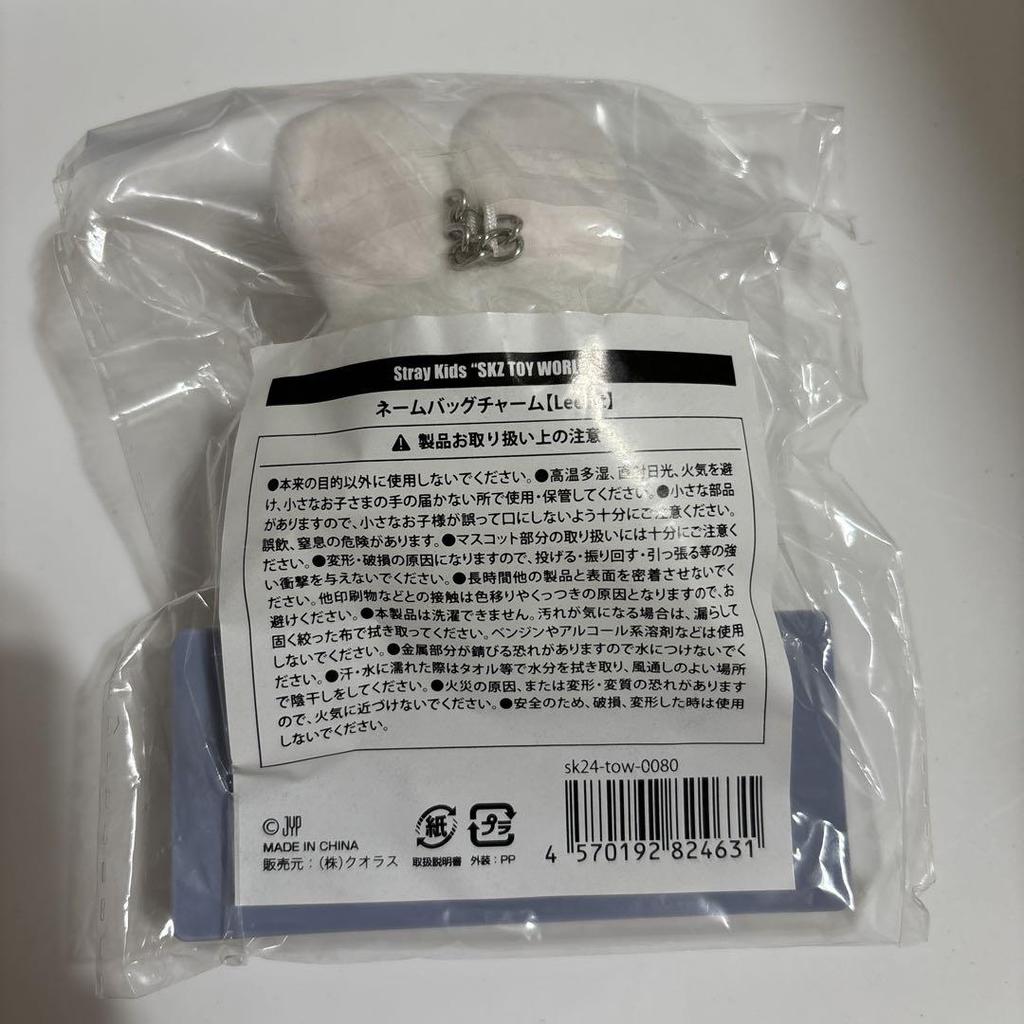 Stray Kids “SKZ TOY
ネームバッグチャーム
製品お取り扱い上の注意
●本来の目的以外に使用しないでください。●高温多湿、直射日光、火気を避
け、小さなお子さまの手の届かない所で使用・保管してください。●小さな部品
がありますので、小さなお子様が誤って口にしないよう十分にご注意ください。
誤飲、窒息の危険があります。●マスコット部分の取り扱いには十分にご注意く
ださい。●変形・破損の原因になりますので、投げる・振り回す・引っ張る等の強
い衝撃を与えないでください。●長時間他の製品と表面を密着させないでく
ださい。他印刷物などとの接触は色移りやくっつきの原因となりますので、お
避けください。●本製品は洗濯できません。汚れが気になる場合は、濡らして
固く絞った布で拭き取ってください。ベンジンやアルコール系溶剤などは使用
しないでください。●金属部分が錆びる恐れがありますので水につけないでく
ださい。●汗・水に濡れた際はタオル等で水分を拭き取り、風通しのよい場所
で陰干しをしてください。●火災の原因、または変形・変質の恐れがあります
ので、火気に近づけないでください。●安全のため、破損、変形した時は使用
しないでください。
sk24-tow-0080
© JYP
MADE IN CHINA
販売元：（株）クオラス
紙
取扱説明書
プラ
外装：PP
4 570192 824631